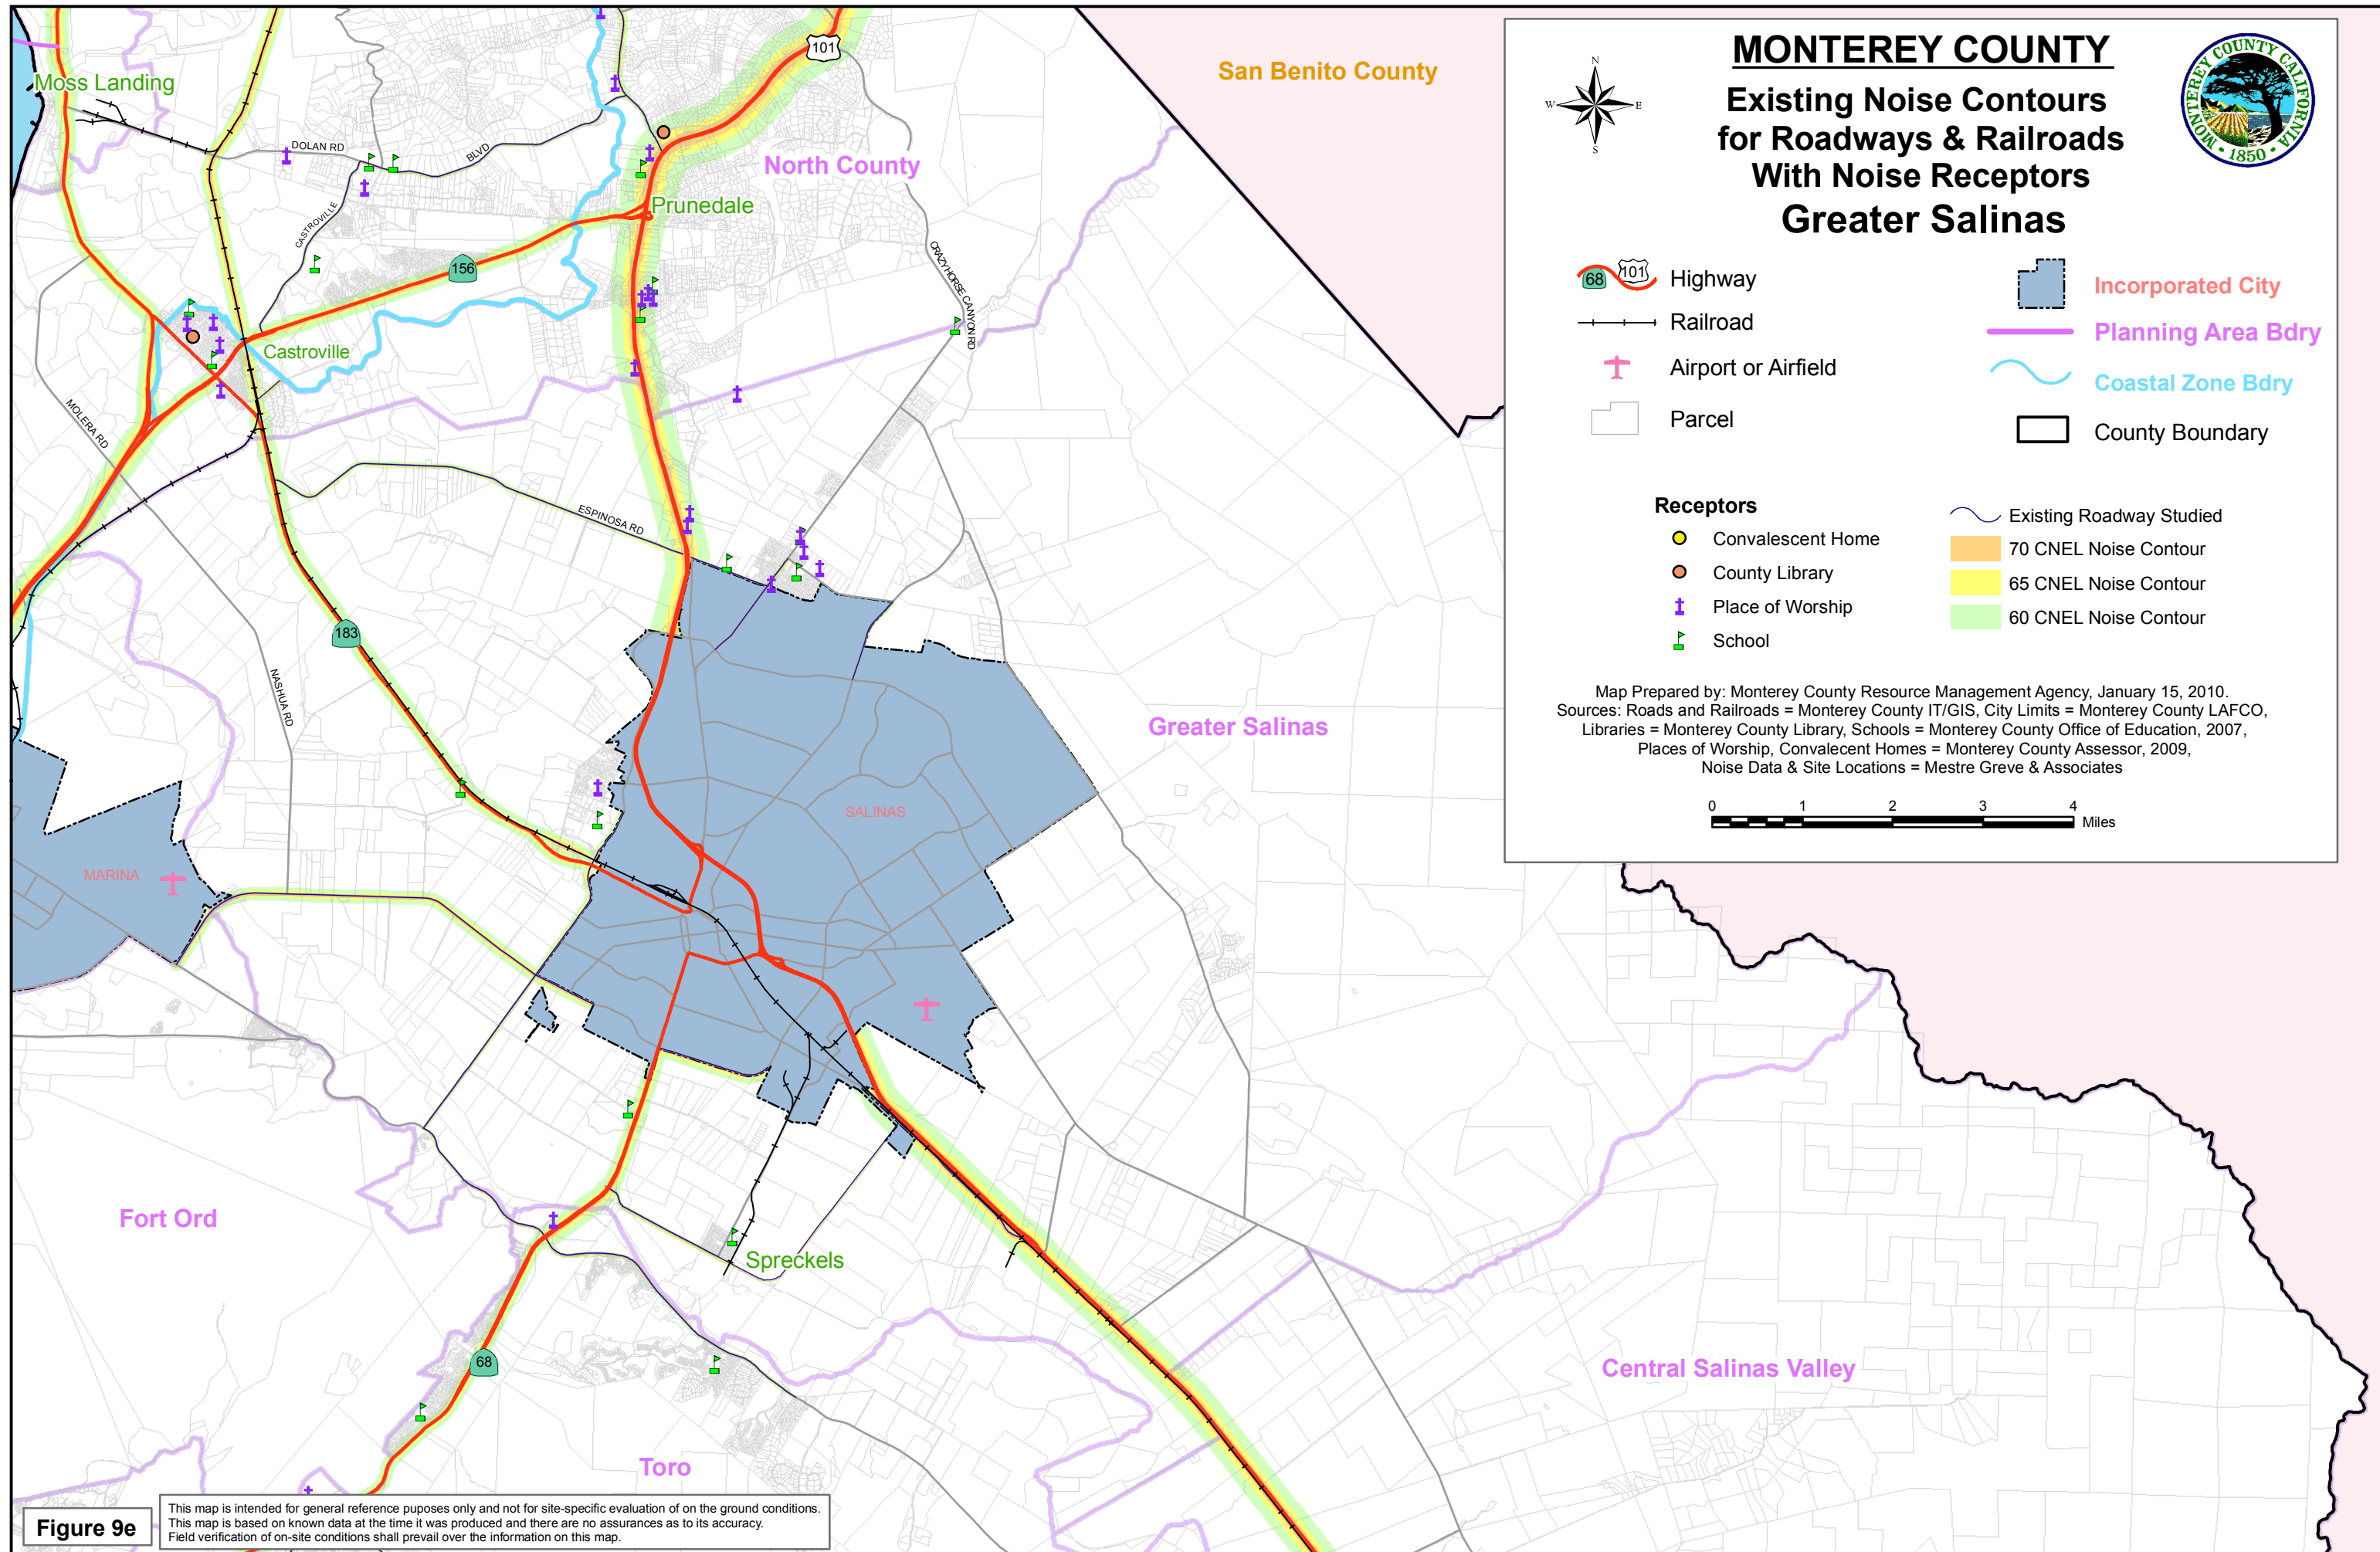 MONTEREY COUNTY
Existing Noise Contours
for Roadways & Railroads
With Noise Receptors
Greater Salinas
N
W
E
S
MONTEREY COUNTY CALIFORNIA
• 1850 •
68
101
Highway
Railroad
Airport or Airfield
Parcel
Incorporated City
Planning Area Bdry
Coastal Zone Bdry
County Boundary
Receptors
Convalescent Home
County Library
Place of Worship
School
Existing Roadway Studied
70 CNEL Noise Contour
65 CNEL Noise Contour
60 CNEL Noise Contour
Map Prepared by: Monterey County Resource Management Agency, January 15, 2010.
Sources: Roads and Railroads = Monterey County IT/GIS, City Limits = Monterey County LAFCO,
Libraries = Monterey County Library, Schools = Monterey County Office of Education, 2007,
Places of Worship, Convalecent Homes = Monterey County Assessor, 2009,
Noise Data & Site Locations = Mestre Greve & Associates
0 1 2 3 4
Miles
San Benito County
101
Moss Landing
DOLAN RD
BLVD
CASTROVILLE
North County
Prunedale
156
CRAZY HORSE CANYON RD
Castroville
MOLERA RD
ESPINOSA RD
183
NASHUA RD
Greater Salinas
SALINAS
MARINA
Fort Ord
Spreckels
68
Central Salinas Valley
Toro
Figure 9e
This map is intended for general reference puposes only and not for site-specific evaluation of on the ground conditions.
This map is based on known data at the time it was produced and there are no assurances as to its accuracy.
Field verification of on-site conditions shall prevail over the information on this map.